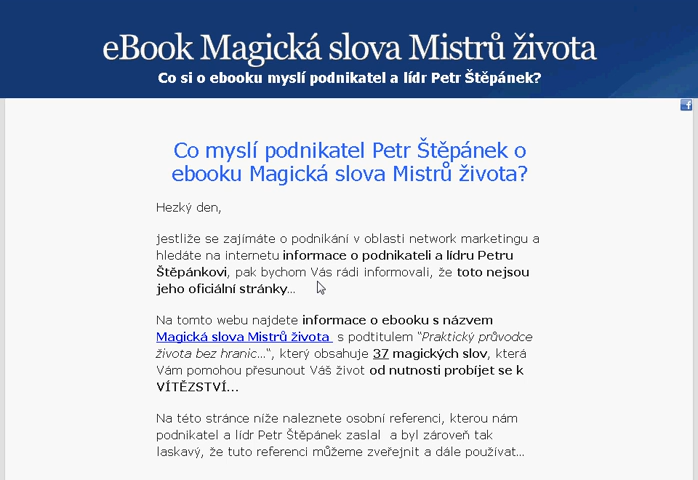 eBook Magická slova Mistrů života
Co si o ebooku myslí podnikatel a lídr Petr Štěpánek?
Co myslí podnikatel Petr Štěpánek o
ebooku Magická slova Mistrů života?
Hezký den,
jestliže se zajímáte o podnikání v oblasti network marketingu a
hledáte na internetu informace o podnikateli a lídru Petru
Štěpánkovi, pak bychom Vás rádi informovali, že toto nejsou
jeho oficiální stránky...
Na tomto webu najdete informace o ebooku s názvem
Magická slova Mistrů života s podtitulem "Praktický průvodce
života bez hranic...", který obsahuje 37 magických slov, která
Vám pomohou přesunout Váš život od nutnosti probíjet se k
VÍTĚZSTVÍ...
Na této stránce níže naleznete osobní referenci, kterou nám
podnikatel a lídr Petr Štěpánek zaslal a byl zároveň tak
laskavý, že tuto referenci můžeme zveřejnit a dále používat...